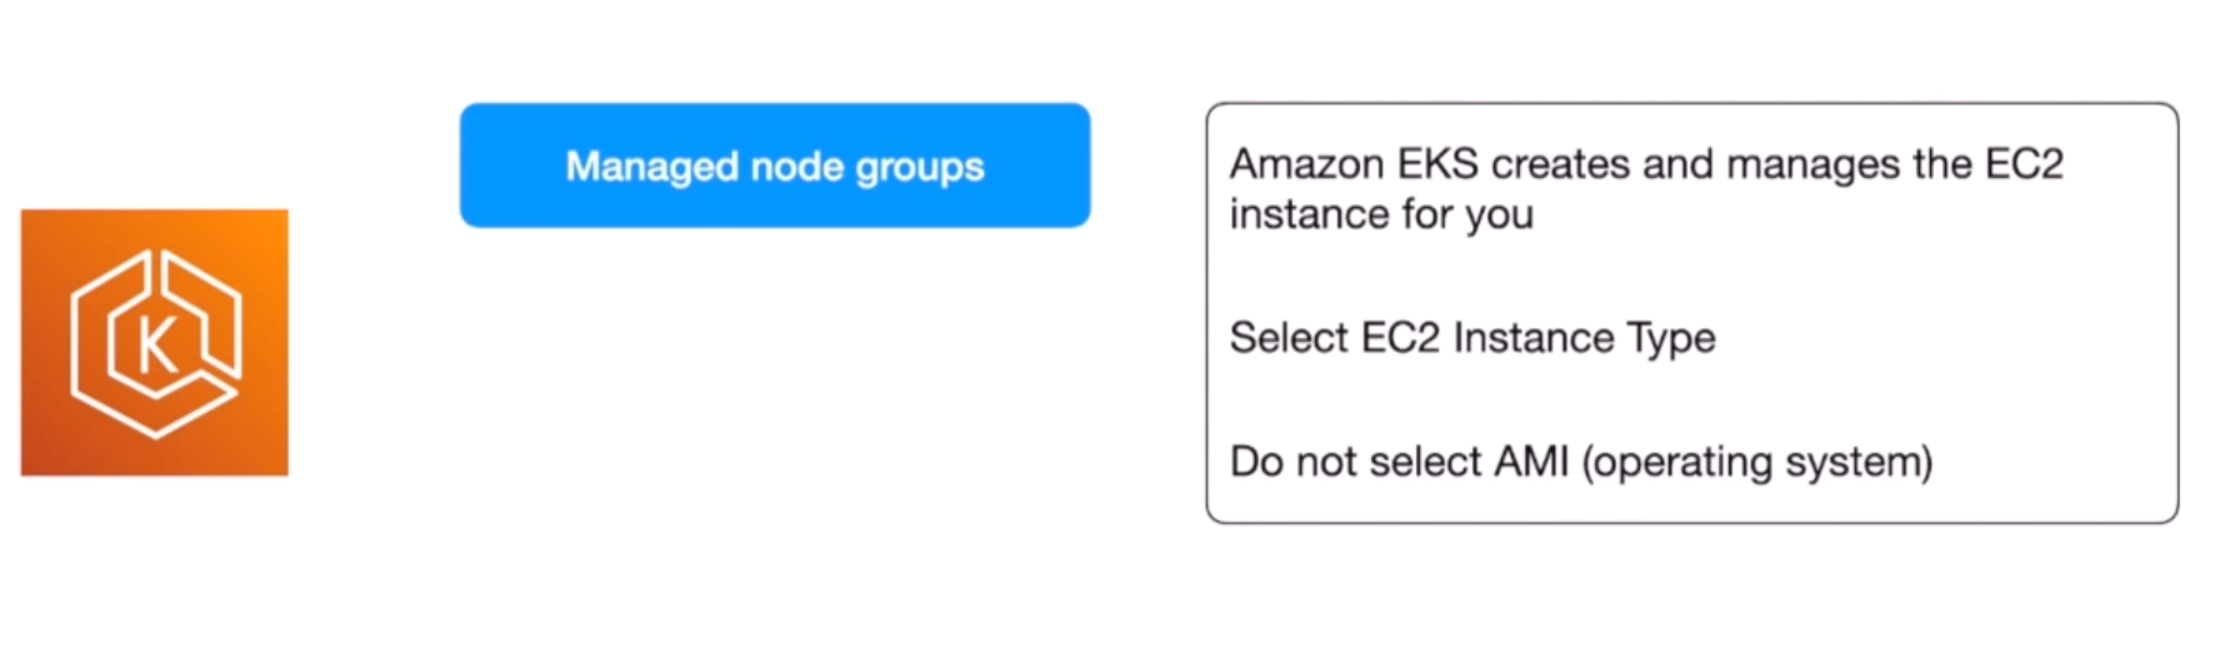 Managed node groups
Amazon EKS creates and manages the EC2
instance for you
Select EC2 Instance Type
Do not select AMI (operating system)
K